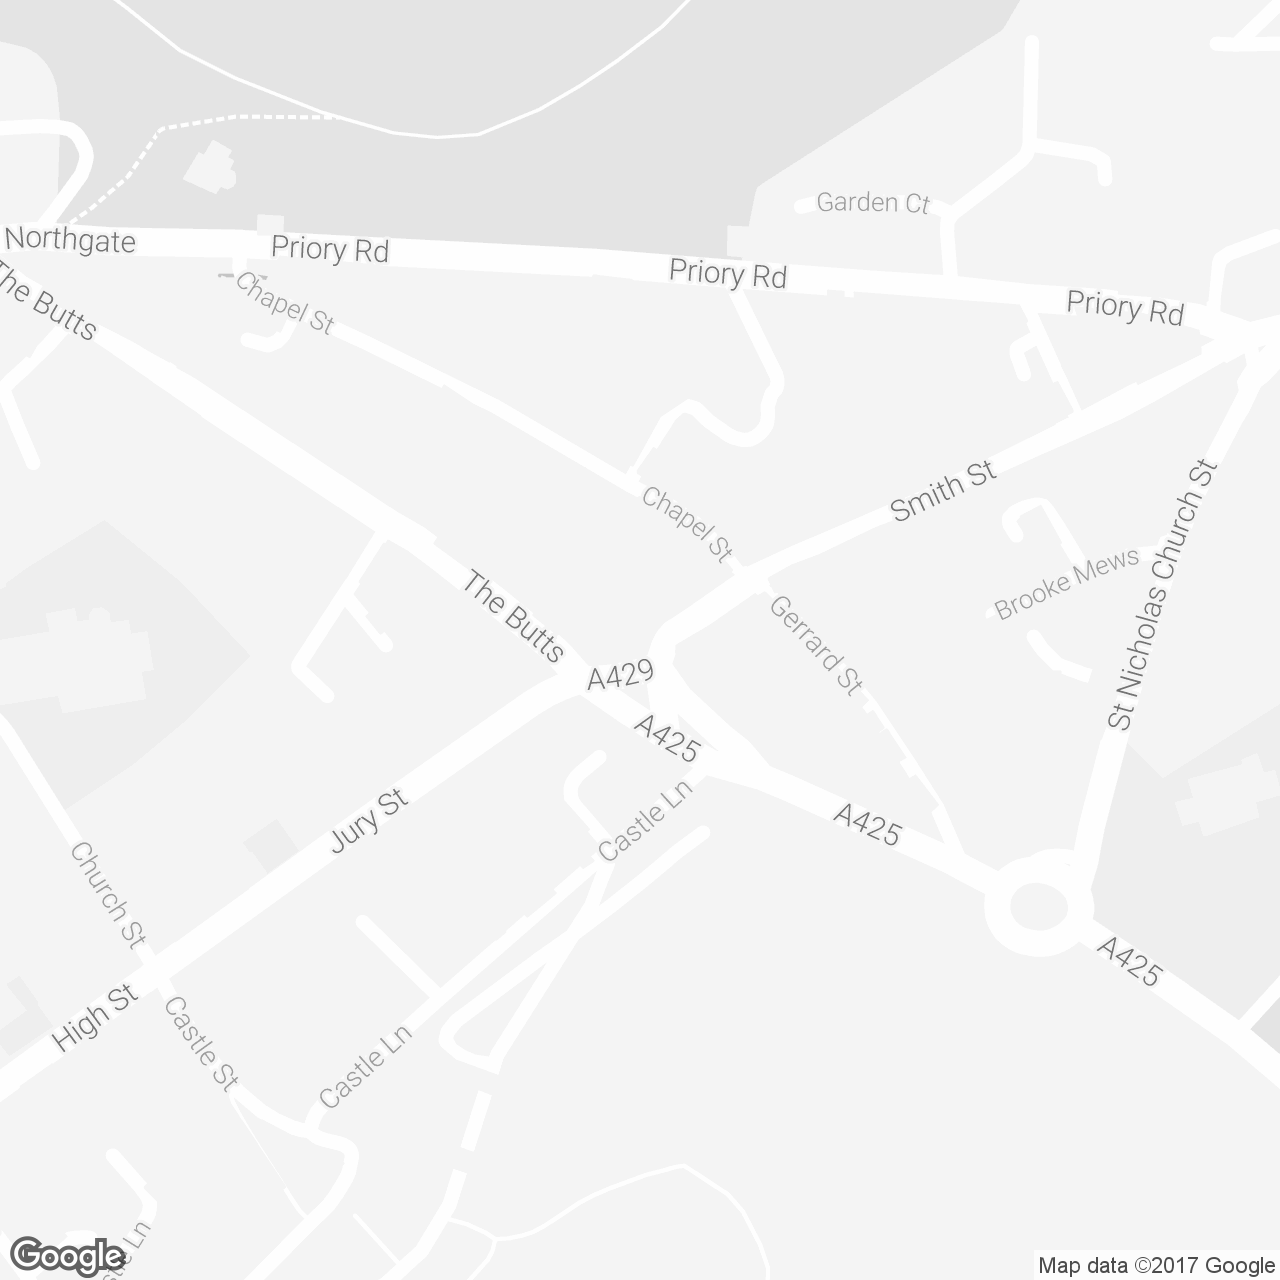 Garden Ct
Northgate
Priory Rd
Priory Rd
Priory Rd
The Butts
Chapel St
Smith St
Chapel St
St Nicholas Church St
Brooke Mews
The Butts
Gerrard St
A429
A425
Jury St
Castle Ln
A425
Church St
A425
High St
Castle St
Castle Ln
Google
Map data ©2017 Google